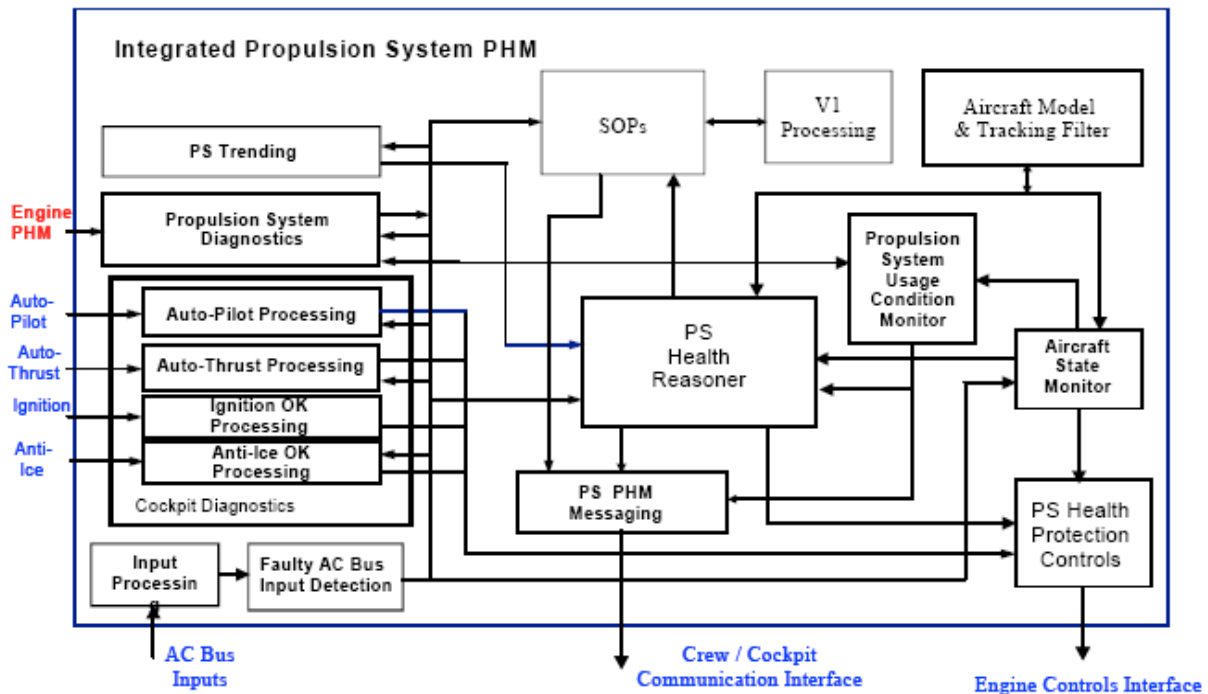 Integrated Propulsion System PHM
SOPs
V1
Processing
Aircraft Model
& Tracking Filter
PS Trending
Engine
PHM
Propulsion System
Diagnostics
Propulsion
System
Usage
Condition
Monitor
Auto-
Pilot
Auto-Pilot Processing
Auto-
Thrust
Auto-Thrust Processing
PS
Health
Reasoner
Aircraft
State
Monitor
Ignition
Ignition OK
Processing
Anti-
Ice
Anti-Ice OK
Processing
Cockpit Diagnostics
PS PHM
Messaging
PS Health
Protection
Controls
Input
Processin
g
Faulty AC Bus
Input Detection
AC Bus
Inputs
Crew / Cockpit
Communication Interface
Engine Controls Interface